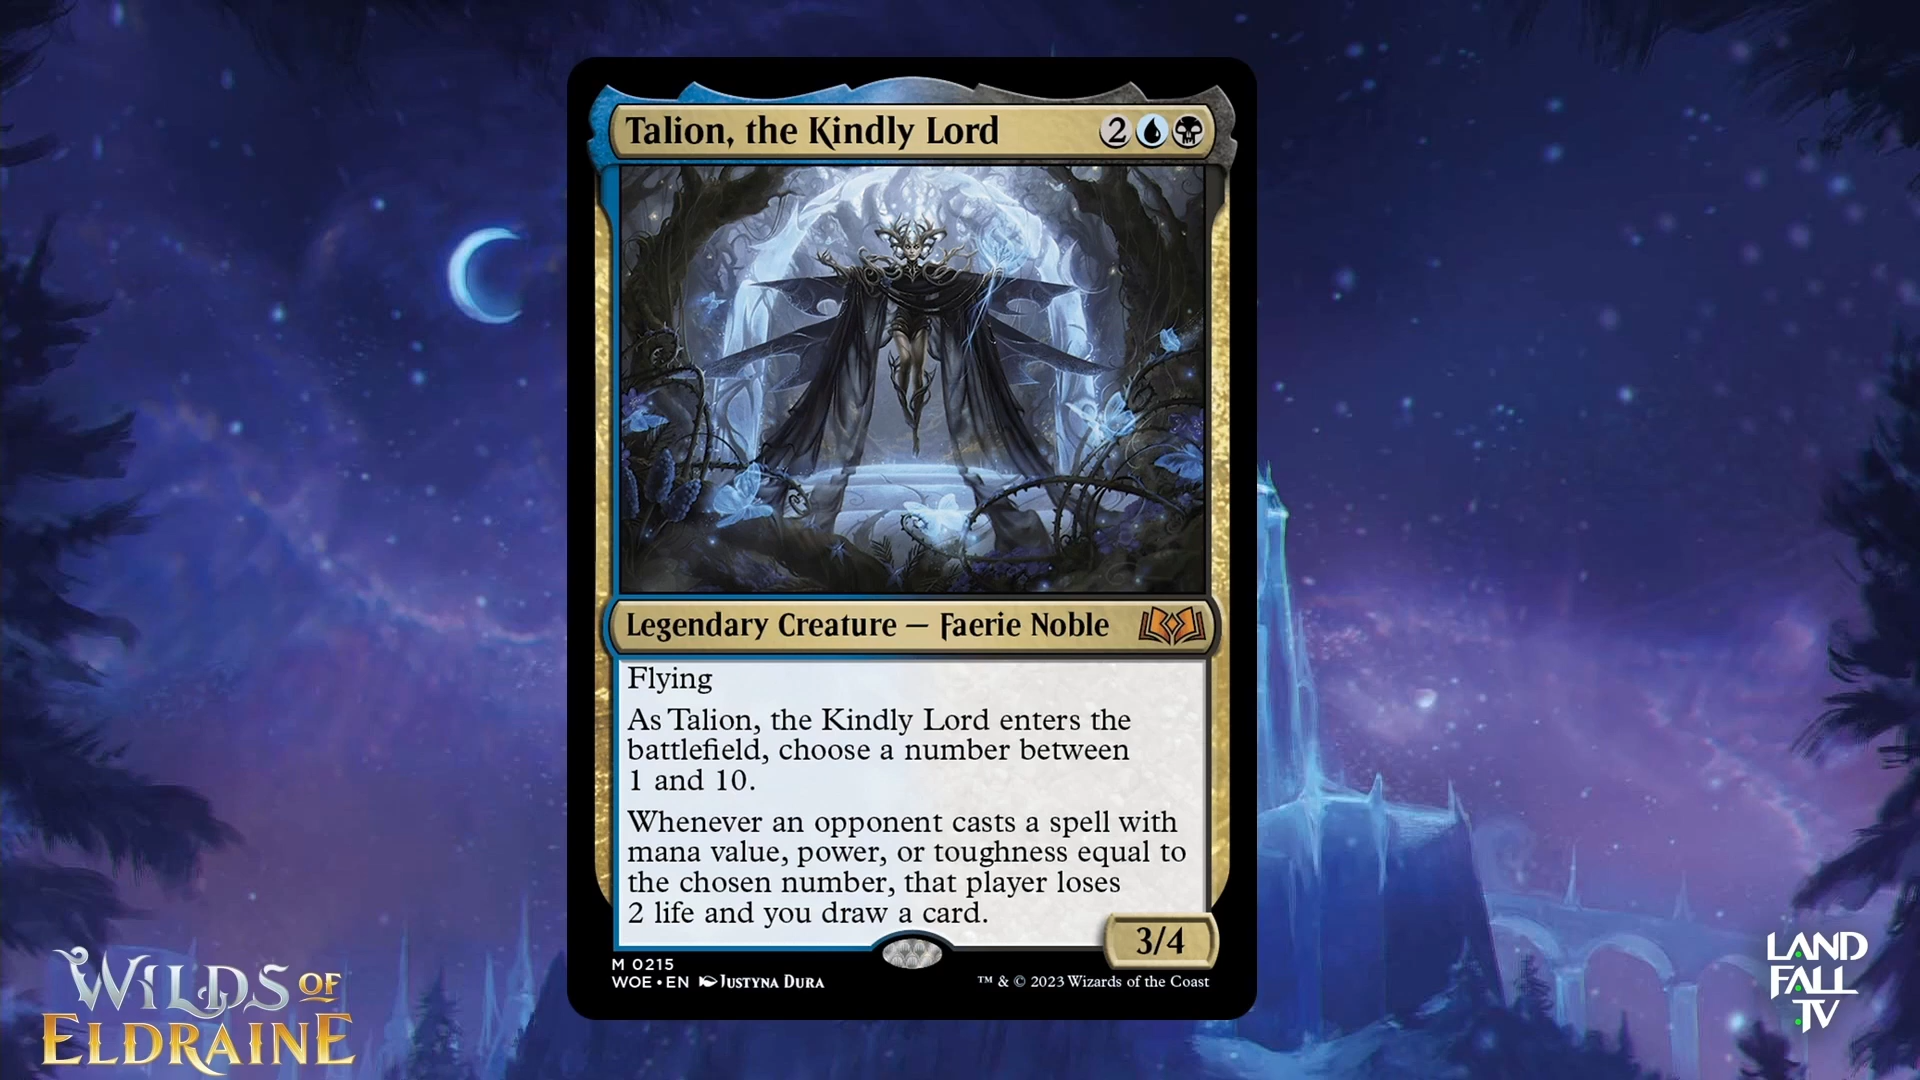 Talion, the Kindly Lord
2
Legendary Creature — Faerie Noble
Flying
As Talion, the Kindly Lord enters the
battlefield, choose a number between
1 and 10.
Whenever an opponent casts a spell with
mana value, power, or toughness equal to
the chosen number, that player loses
2 life and you draw a card.
3/4
M 0215
WOE • EN Justyna Dura
™ & © 2023 Wizards of the Coast
WILDS OF
ELDRAINE
LAND
FALL
.TV